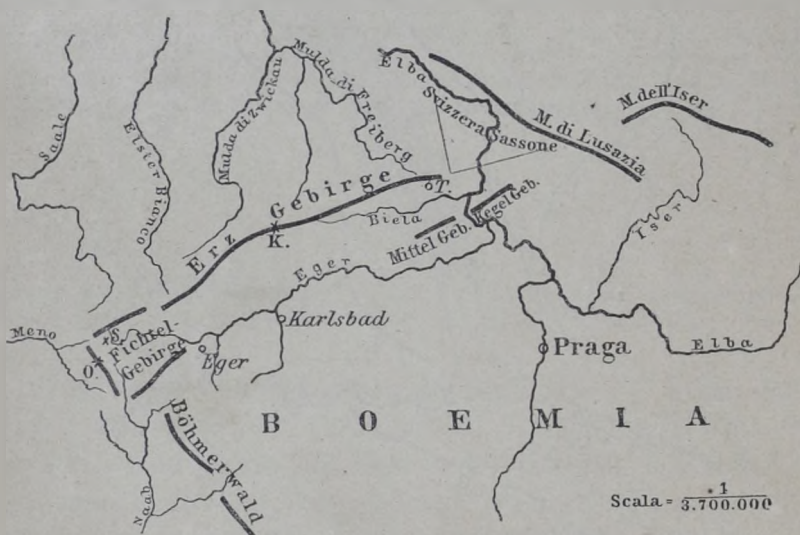 Saale
Elster Bianco
Mulda di Zwickau
Mulda di Freiberg
Elba
Svizzera Sassone
M. di Lusazia
M. dell'Iser
Iser
Erz Gebirge
T.
K.
Biela
Mittel Geb.
Kegel Geb.
Eger
Karlsbad
Meno
S.
O.
Fichtel-
Gebirge
Eger
Praga
Elba
BOEMIA
Böhmerwald
Naab
Scala = 1
3.700.000